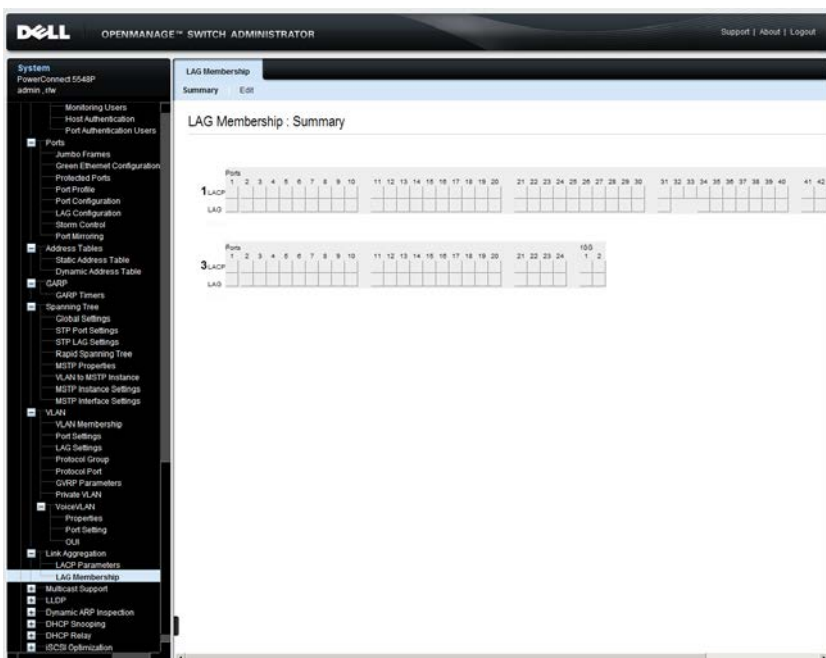 DELL OPENMANAGE™ SWITCH ADMINISTRATOR
Support | About | Logout
System
PowerConnect 5548P
admin , r/w
Monitoring Users
Host Authentication
Port Authentication Users
Ports
Jumbo Frames
Green Ethernet Configuration
Protected Ports
Port Profile
Port Configuration
LAG Configuration
Storm Control
Port Mirroring
Address Tables
Static Address Table
Dynamic Address Table
GARP
GARP Timers
Spanning Tree
Global Settings
STP Port Settings
STP LAG Settings
Rapid Spanning Tree
MSTP Properties
VLAN to MSTP Instance
MSTP Instance Settings
MSTP Interface Settings
VLAN
VLAN Membership
Port Settings
LAG Settings
Protocol Group
Protocol Port
GVRP Parameters
Private VLAN
VoiceVLAN
Properties
Port Setting
OUI
Link Aggregation
LACP Parameters
LAG Membership
Multicast Support
LLDP
Dynamic ARP Inspection
DHCP Snooping
DHCP Relay
iSCSI Optimization
LAG Membership
Summary Edit
LAG Membership : Summary
Ports
1 2 3 4 5 6 7 8 9 10 11 12 13 14 15 16 17 18 19 20 21 22 23 24 25 26 27 28 29 30 31 32 33 34 35 36 37 38 39 40 41 42
1 LACP
LAG
Ports 10G
1 2 3 4 5 6 7 8 9 10 11 12 13 14 15 16 17 18 19 20 21 22 23 24 1 2
3 LACP
LAG